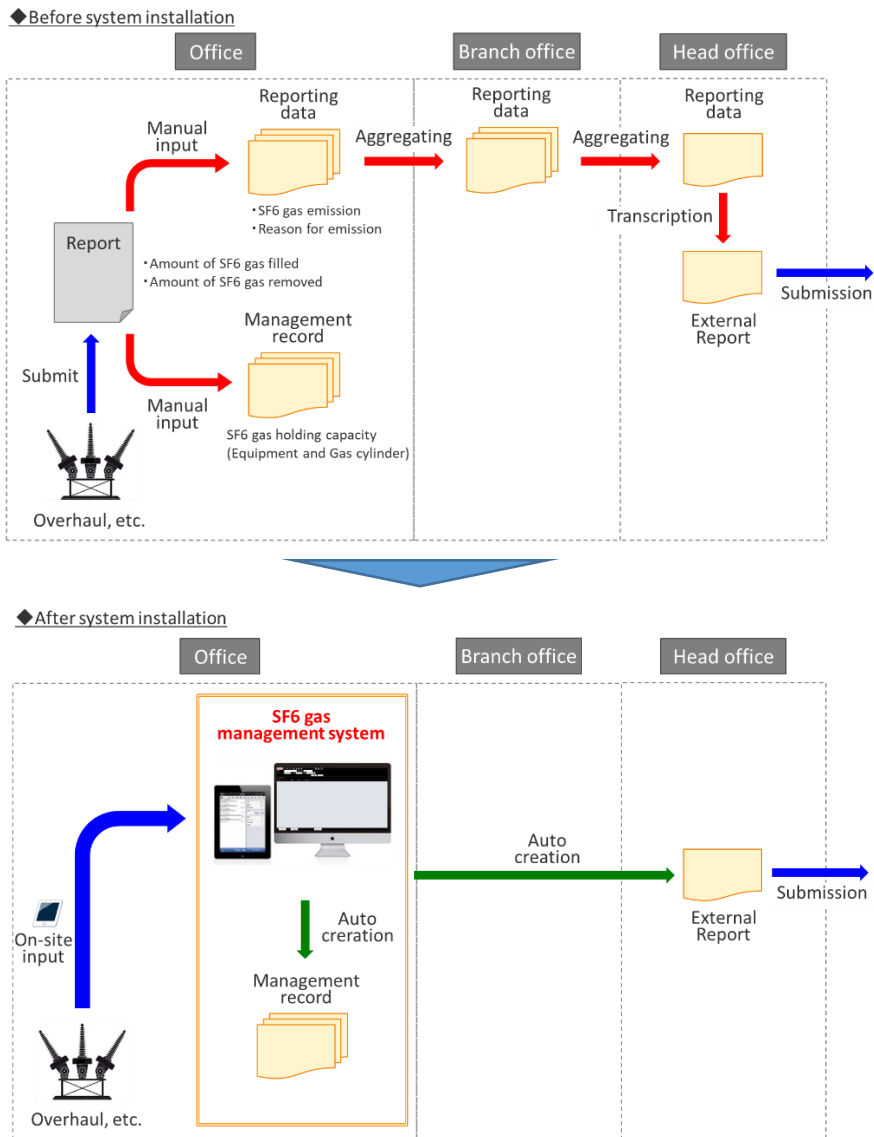 ◆Before system installation
Office
Branch office
Head office
Reporting
data
Reporting
data
Reporting
data
Manual
input
Aggregating
Aggregating
・SF6 gas emission
・Reason for emission
Transcription
Report
・Amount of SF6 gas filled
・Amount of SF6 gas removed
Submission
External
Report
Management
record
Submit
Manual
input
SF6 gas holding capacity
(Equipment and Gas cylinder)
Overhaul, etc.
◆After system installation
Office
Branch office
Head office
SF6 gas
management system
Auto
creation
Submission
External
Report
On-site
input
Auto
creration
Management
record
Overhaul, etc.